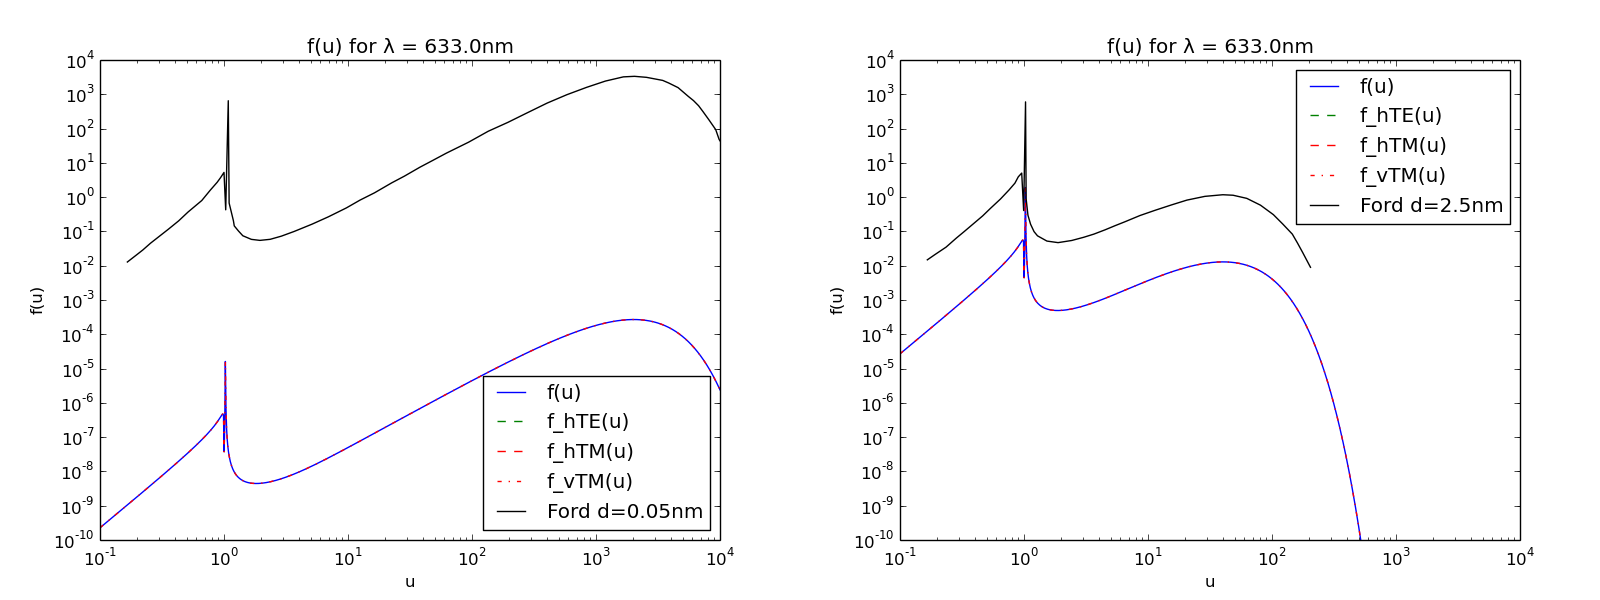 f(u) for λ = 633.0nm
f(u)
10^4
10^3
10^2
10^1
10^0
10^-1
10^-2
10^-3
10^-4
10^-5
10^-6
10^-7
10^-8
10^-9
10^-10
f(u)
f_hTE(u)
f_hTM(u)
f_vTM(u)
Ford d=0.05nm
10^-1 10^0 10^1 10^2 10^3 10^4
u
f(u) for λ = 633.0nm
f(u)
10^4
10^3
10^2
10^1
10^0
10^-1
10^-2
10^-3
10^-4
10^-5
10^-6
10^-7
10^-8
10^-9
10^-10
f(u)
f_hTE(u)
f_hTM(u)
f_vTM(u)
Ford d=2.5nm
10^-1 10^0 10^1 10^2 10^3 10^4
u